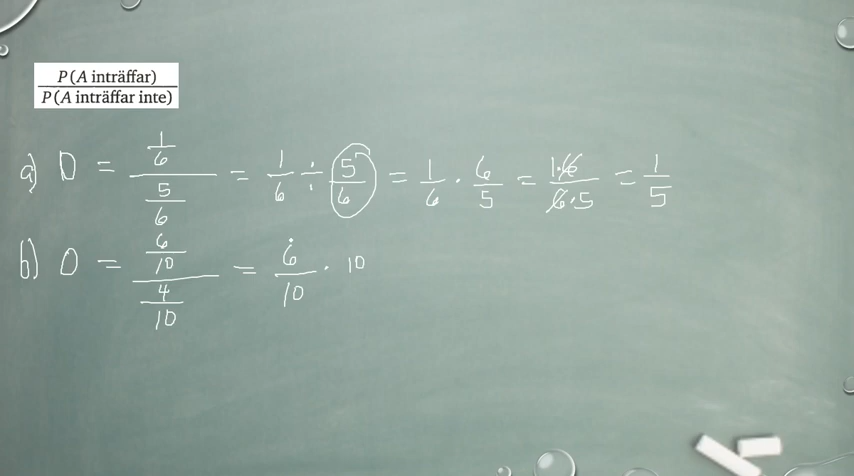 P(A inträffar)
P(A inträffar inte)
a) O = 1/6 / 5/6 = 1/6 ÷ 5/6 = 1/6 · 6/5 = 1·6/6·5 = 1/5
b) O = 6/10 / 4/10 = 6/10 · 10